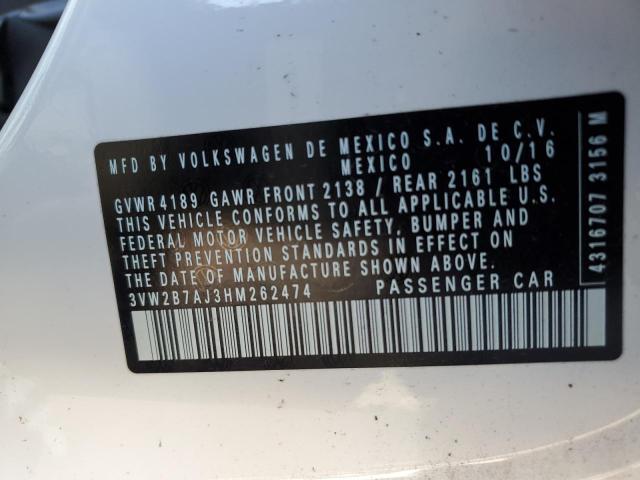 MFD BY VOLKSWAGEN DE MEXICO S.A. DE C.V.
MEXICO 10/16
GVWR 4189 GAWR FRONT 2138 / REAR 2161 LBS
THIS VEHICLE CONFORMS TO ALL APPLICABLE U.S.
FEDERAL MOTOR VEHICLE SAFETY, BUMPER AND
THEFT PREVENTION STANDARDS IN EFFECT ON
THE DATE OF MANUFACTURE SHOWN ABOVE.
3VW2B7AJ3HM262474 PASSENGER CAR
4316707 3156 M